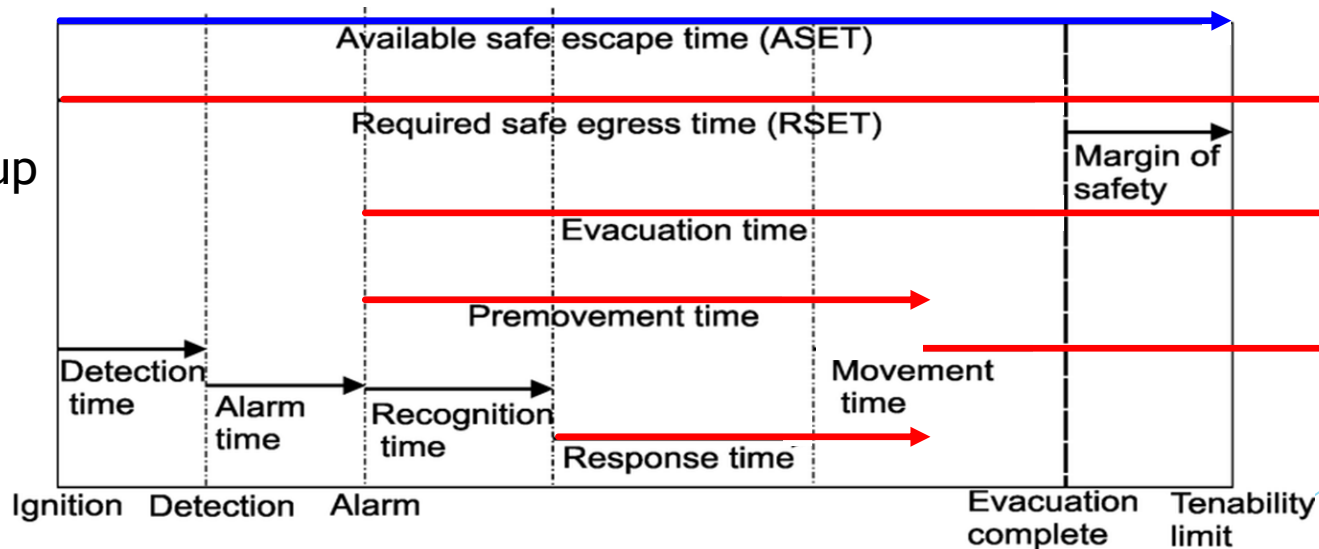 Available safe escape time (ASET)
Required safe egress time (RSET)
up
Margin of
safety
Evacuation time
Premovement time
Detection
time
Alarm
time
Recognition
time
Movement
time
Response time
Ignition
Detection
Alarm
Evacuation
complete
Tenability
limit